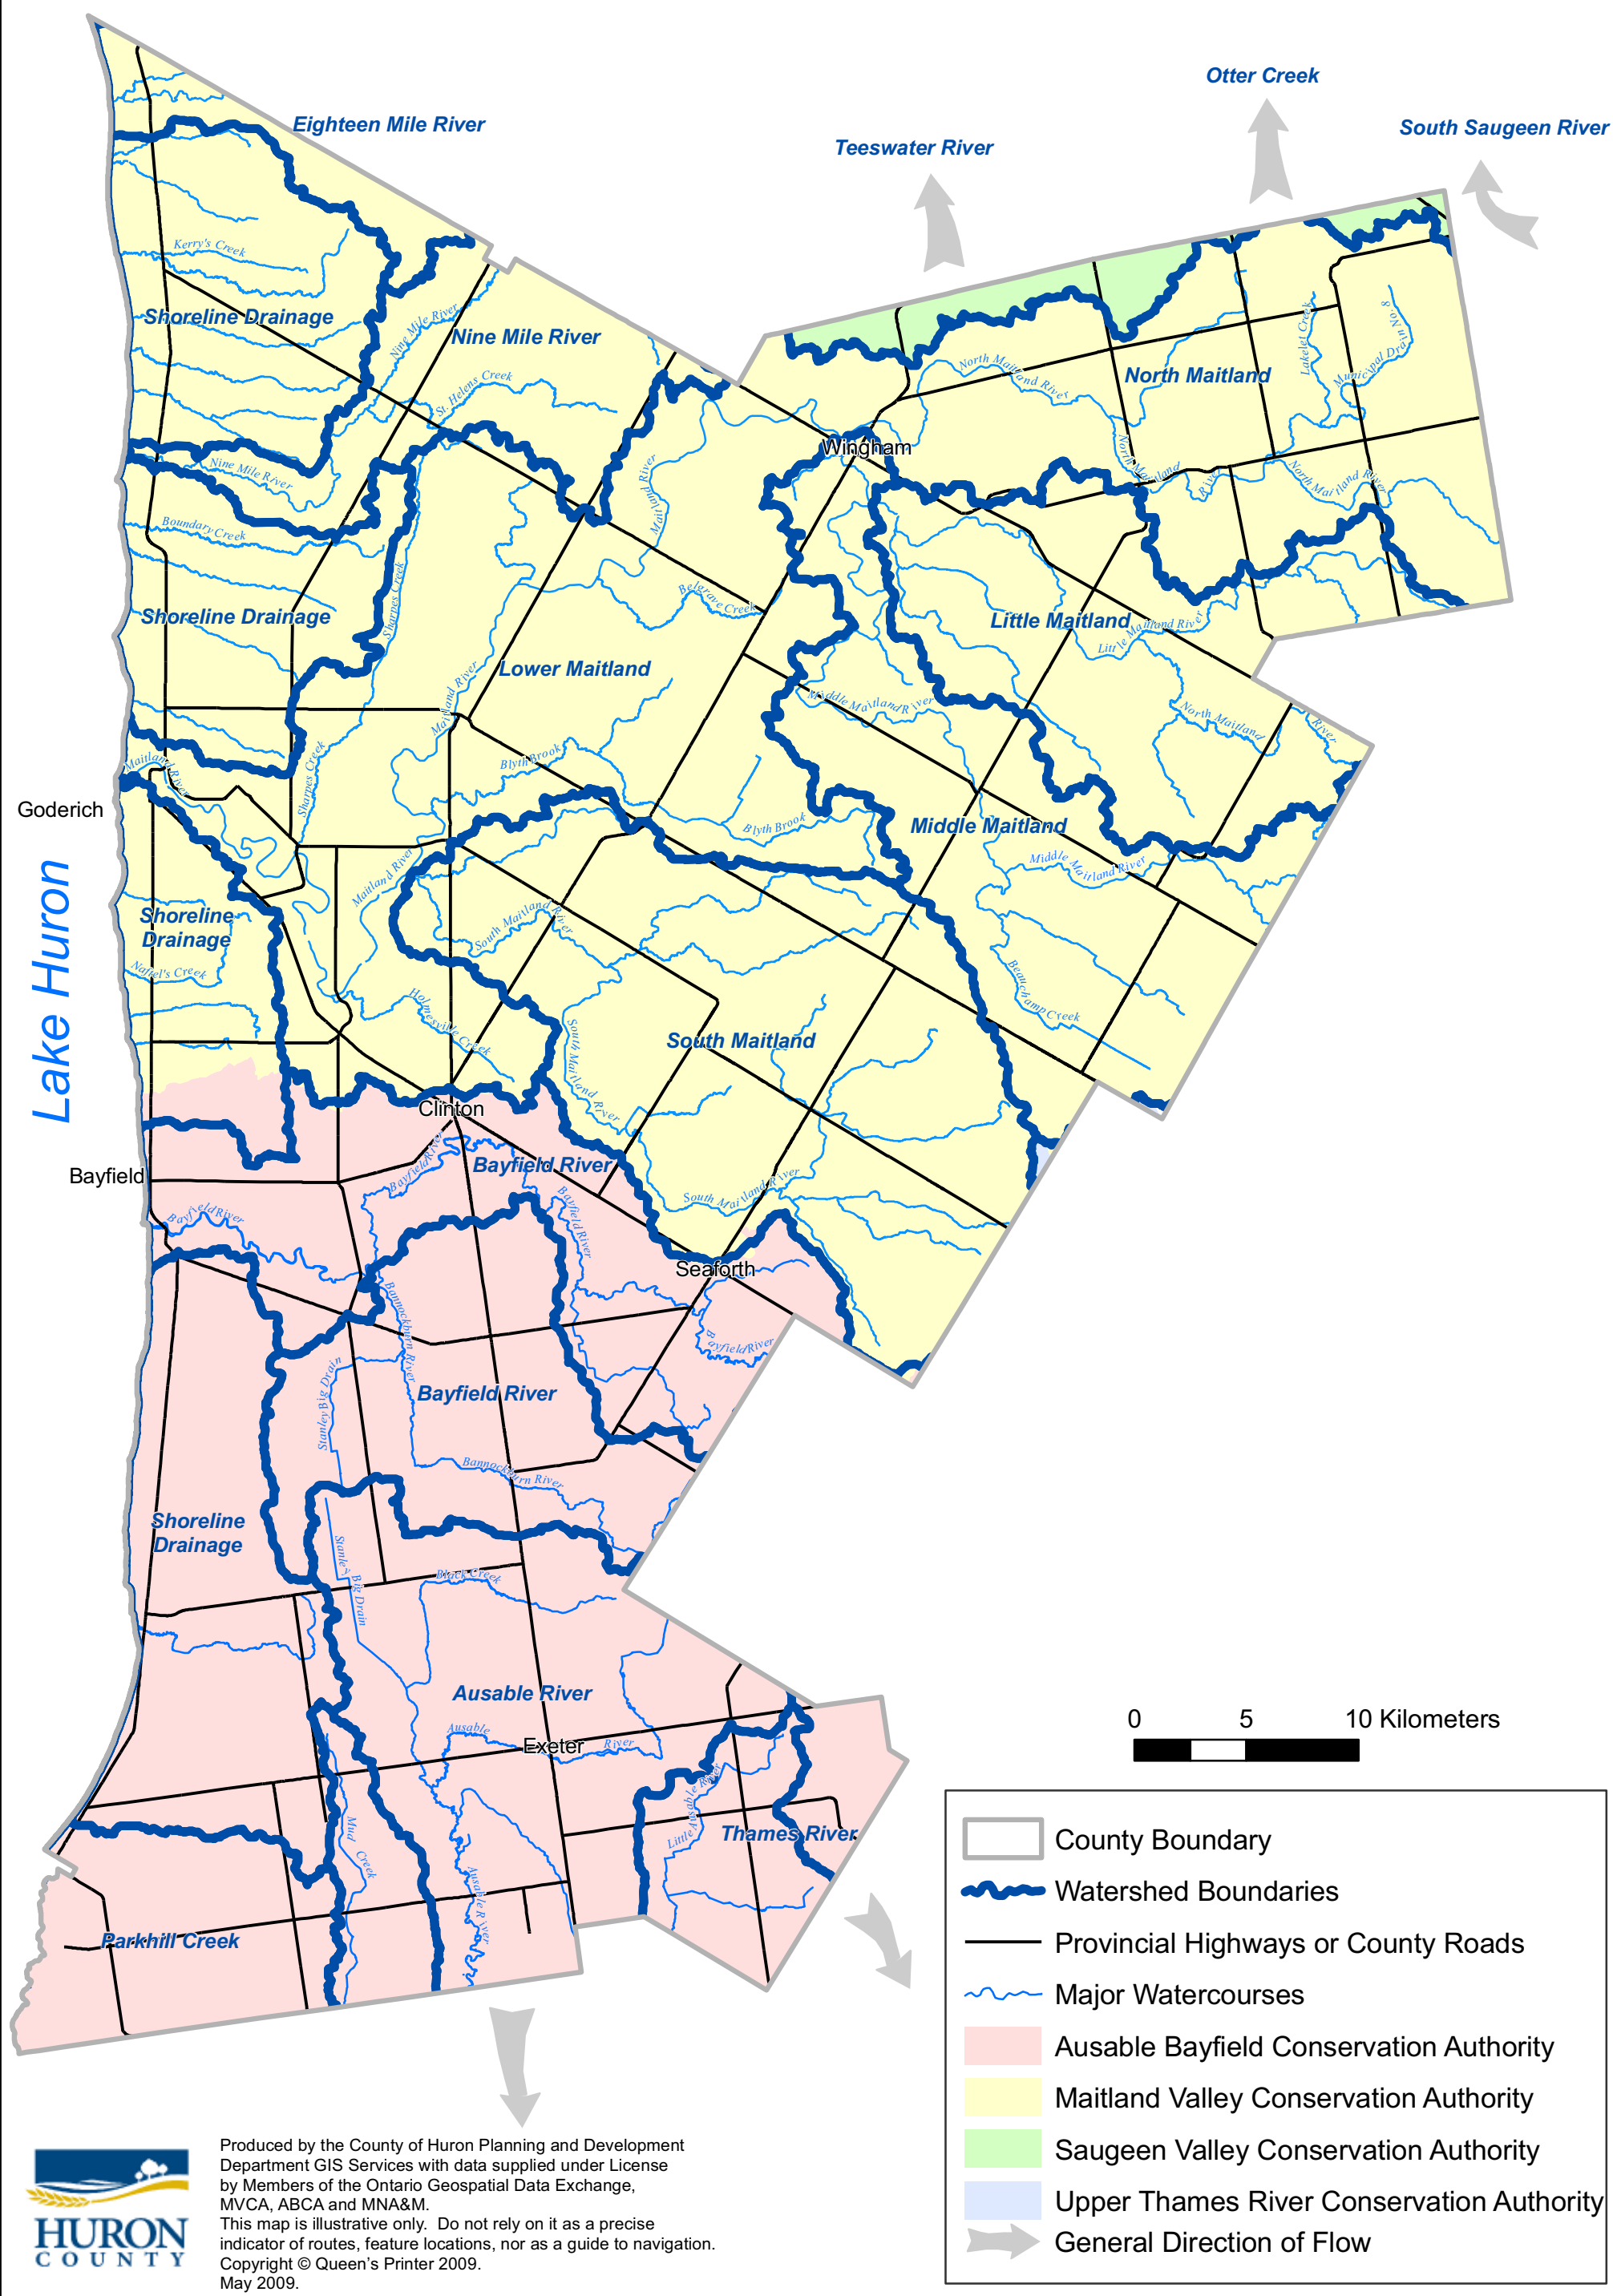 Otter Creek
Eighteen Mile River
South Saugeen River
Teeswater River
Kerry's Creek
Shoreline Drainage
Nine Mile River
Nine Mile River
North Maitland River
North Maitland
Lakelet Creek
Municipal Drain No. 8
St. Helens Creek
Wingham
Nine Mile River
Maitland River
North Maitland River
North Maitland River
Boundary Creek
Sharpes Creek
Belgrave Creek
Shoreline Drainage
Little Maitland
Little Maitland River
Lower Maitland
Maitland River
Middle Maitland River
North Maitland River
Blyth Brook
Maitland River
Sharpes Creek
Goderich
Blyth Brook
Middle Maitland
Middle Maitland River
Maitland River
Lake Huron
Shoreline
Drainage
South Maitland River
Naftel's Creek
Beauchamp Creek
Holmesville Creek
South Maitland River
South Maitland
Clinton
Bayfield River
Bayfield River
Bayfield
South Maitland River
Bayfield River
Bayfield River
Seaforth
Bannockburn River
Bayfield River
Stanley Big Drain
Bayfield River
Bannockburn River
Shoreline
Drainage
Stanley Big Drain
Black Creek
Ausable River
Ausable River
Exeter
Little Ausable River
Mud Creek
Thames River
Ausable River
Parkhill Creek
0 5 10 Kilometers
County Boundary
Watershed Boundaries
Provincial Highways or County Roads
Major Watercourses
Ausable Bayfield Conservation Authority
Maitland Valley Conservation Authority
Saugeen Valley Conservation Authority
Upper Thames River Conservation Authority
General Direction of Flow
HURON
COUNTY
Produced by the County of Huron Planning and Development
Department GIS Services with data supplied under License
by Members of the Ontario Geospatial Data Exchange,
MVCA, ABCA and MNA&M.
This map is illustrative only. Do not rely on it as a precise
indicator of routes, feature locations, nor as a guide to navigation.
Copyright © Queen's Printer 2009.
May 2009.